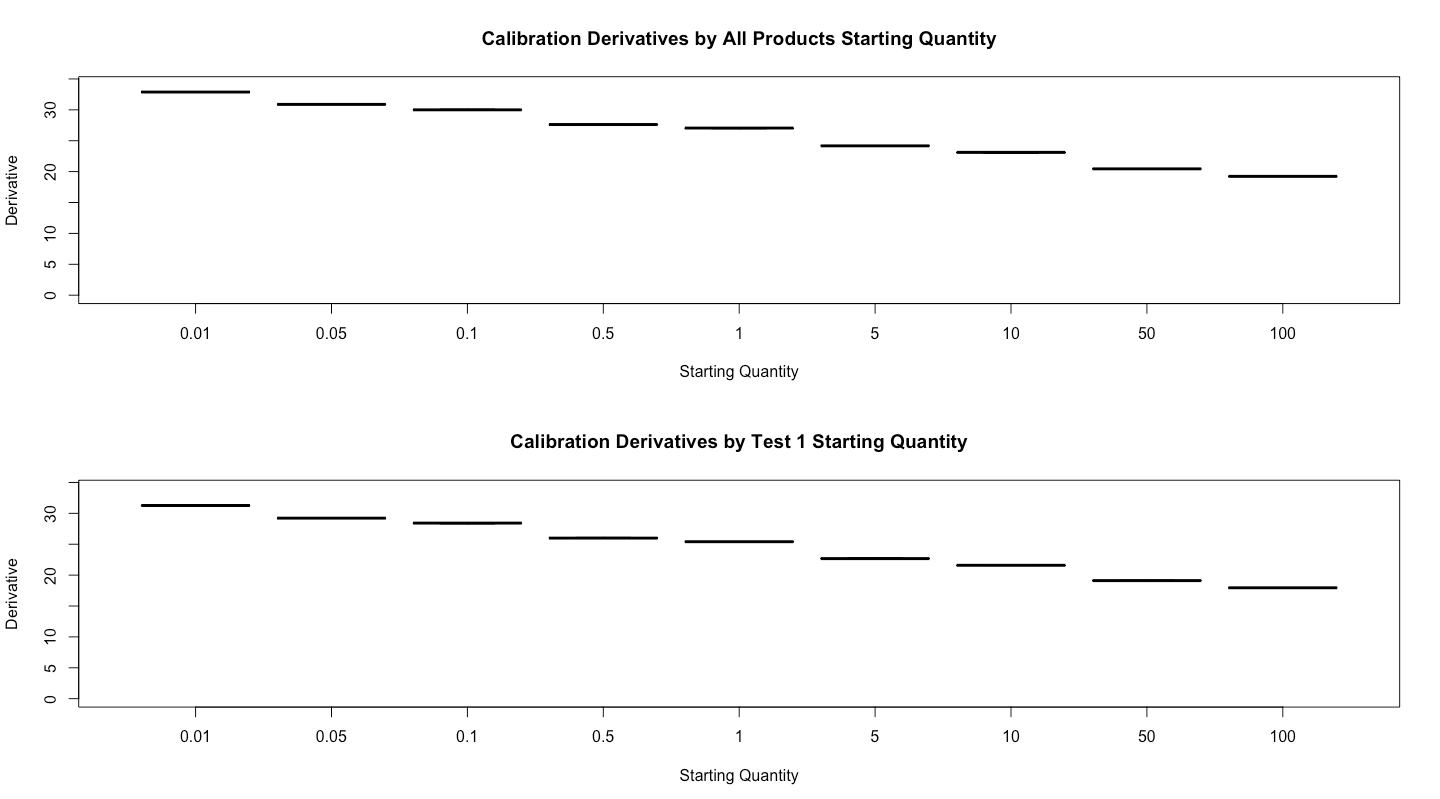 Calibration Derivatives by All Products Starting Quantity
Derivative
30
20
10
5
0
0.01 0.05 0.1 0.5 1 5 10 50 100
Starting Quantity
Calibration Derivatives by Test 1 Starting Quantity
Derivative
30
20
10
5
0
0.01 0.05 0.1 0.5 1 5 10 50 100
Starting Quantity